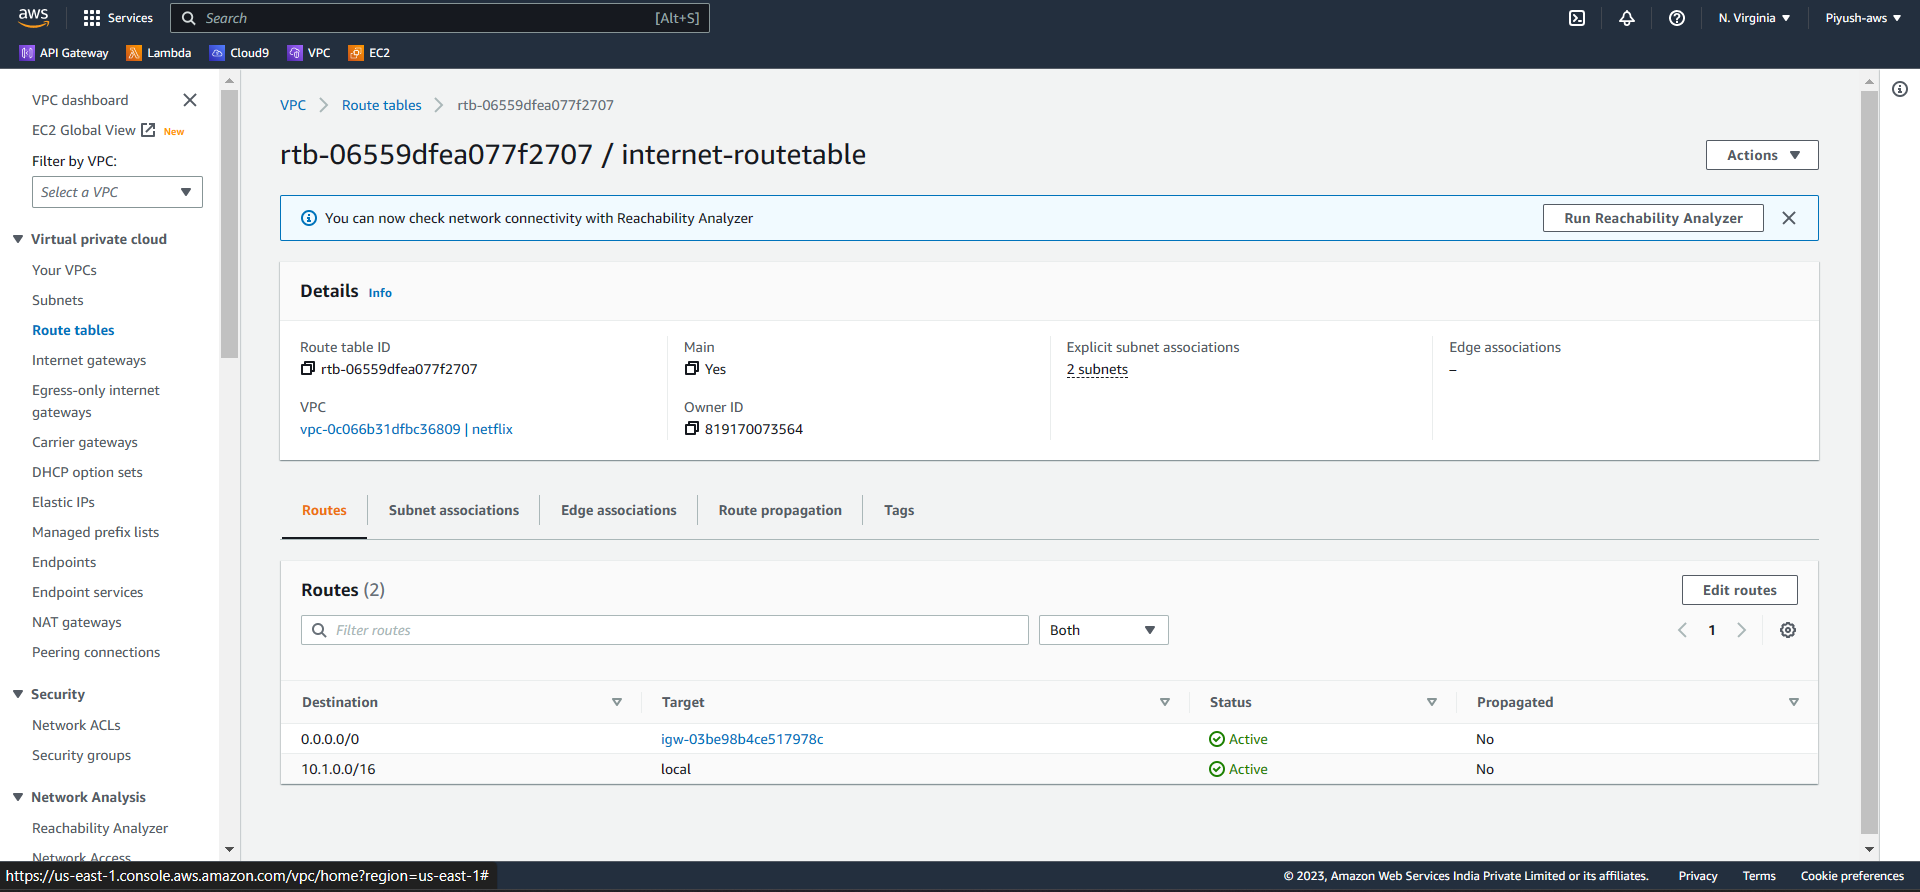 aws
Services
Search
[Alt+S]
N. Virginia
Piyush-aws
API Gateway
Lambda
Cloud9
VPC
EC2
VPC dashboard
EC2 Global View
New
Filter by VPC:
Select a VPC
Virtual private cloud
Your VPCs
Subnets
Route tables
Internet gateways
Egress-only internet
gateways
Carrier gateways
DHCP option sets
Elastic IPs
Managed prefix lists
Endpoints
Endpoint services
NAT gateways
Peering connections
Security
Network ACLs
Security groups
Network Analysis
Reachability Analyzer
Network Access
VPC
Route tables
rtb-06559dfea077f2707
rtb-06559dfea077f2707 / internet-routetable
Actions
You can now check network connectivity with Reachability Analyzer
Run Reachability Analyzer
Details Info
Route table ID
rtb-06559dfea077f2707
Main
Yes
Explicit subnet associations
2 subnets
Edge associations
–
VPC
vpc-0c066b31dfbc36809 | netflix
Owner ID
819170073564
Routes
Subnet associations
Edge associations
Route propagation
Tags
Routes (2)
Edit routes
Filter routes
Both
1
Destination
Target
Status
Propagated
0.0.0.0/0
igw-03be98b4ce517978c
Active
No
10.1.0.0/16
local
Active
No
https://us-east-1.console.aws.amazon.com/vpc/home?region=us-east-1#
© 2023, Amazon Web Services India Private Limited or its affiliates.
Privacy
Terms
Cookie preferences